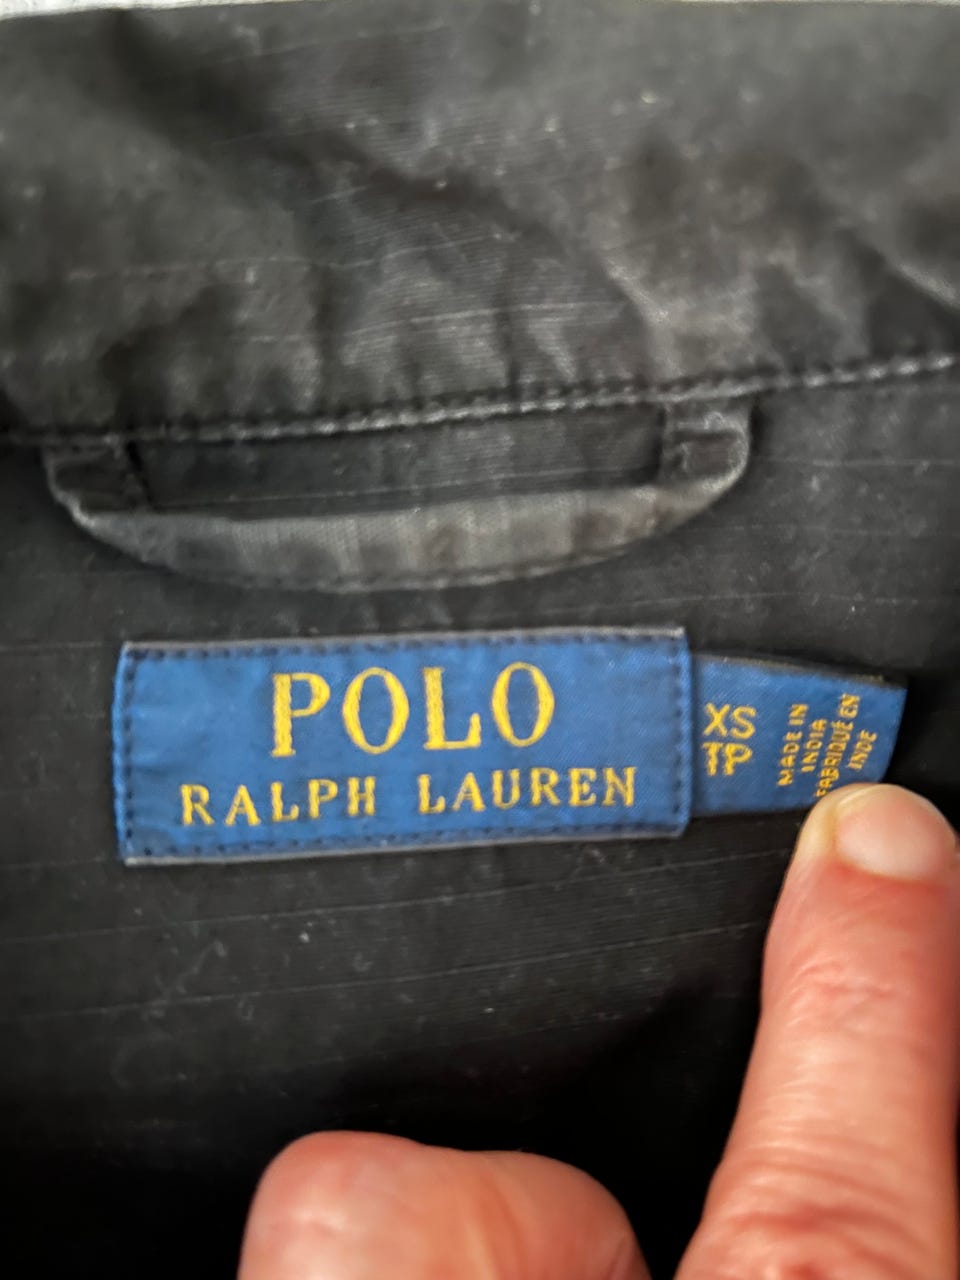 POLO
RALPH LAUREN
XS
TP
MADE IN
INDIA
FABRIQUÉ EN
INDE